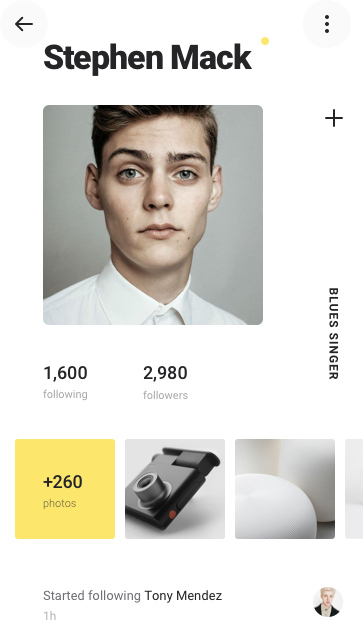 Stephen Mack
BLUES SINGER
1,600
following
2,980
followers
+260
photos
Started following Tony Mendez
1h